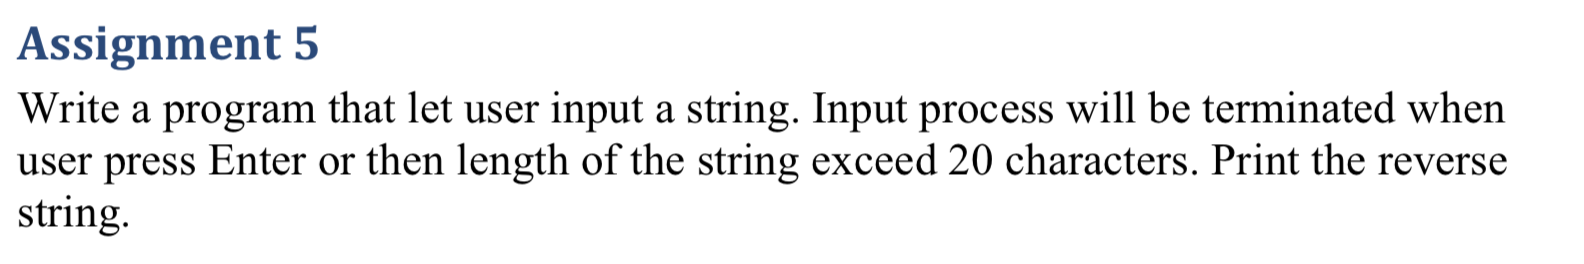 Assignment 5
Write a program that let user input a string. Input process will be terminated when
user press Enter or then length of the string exceed 20 characters. Print the reverse
string.